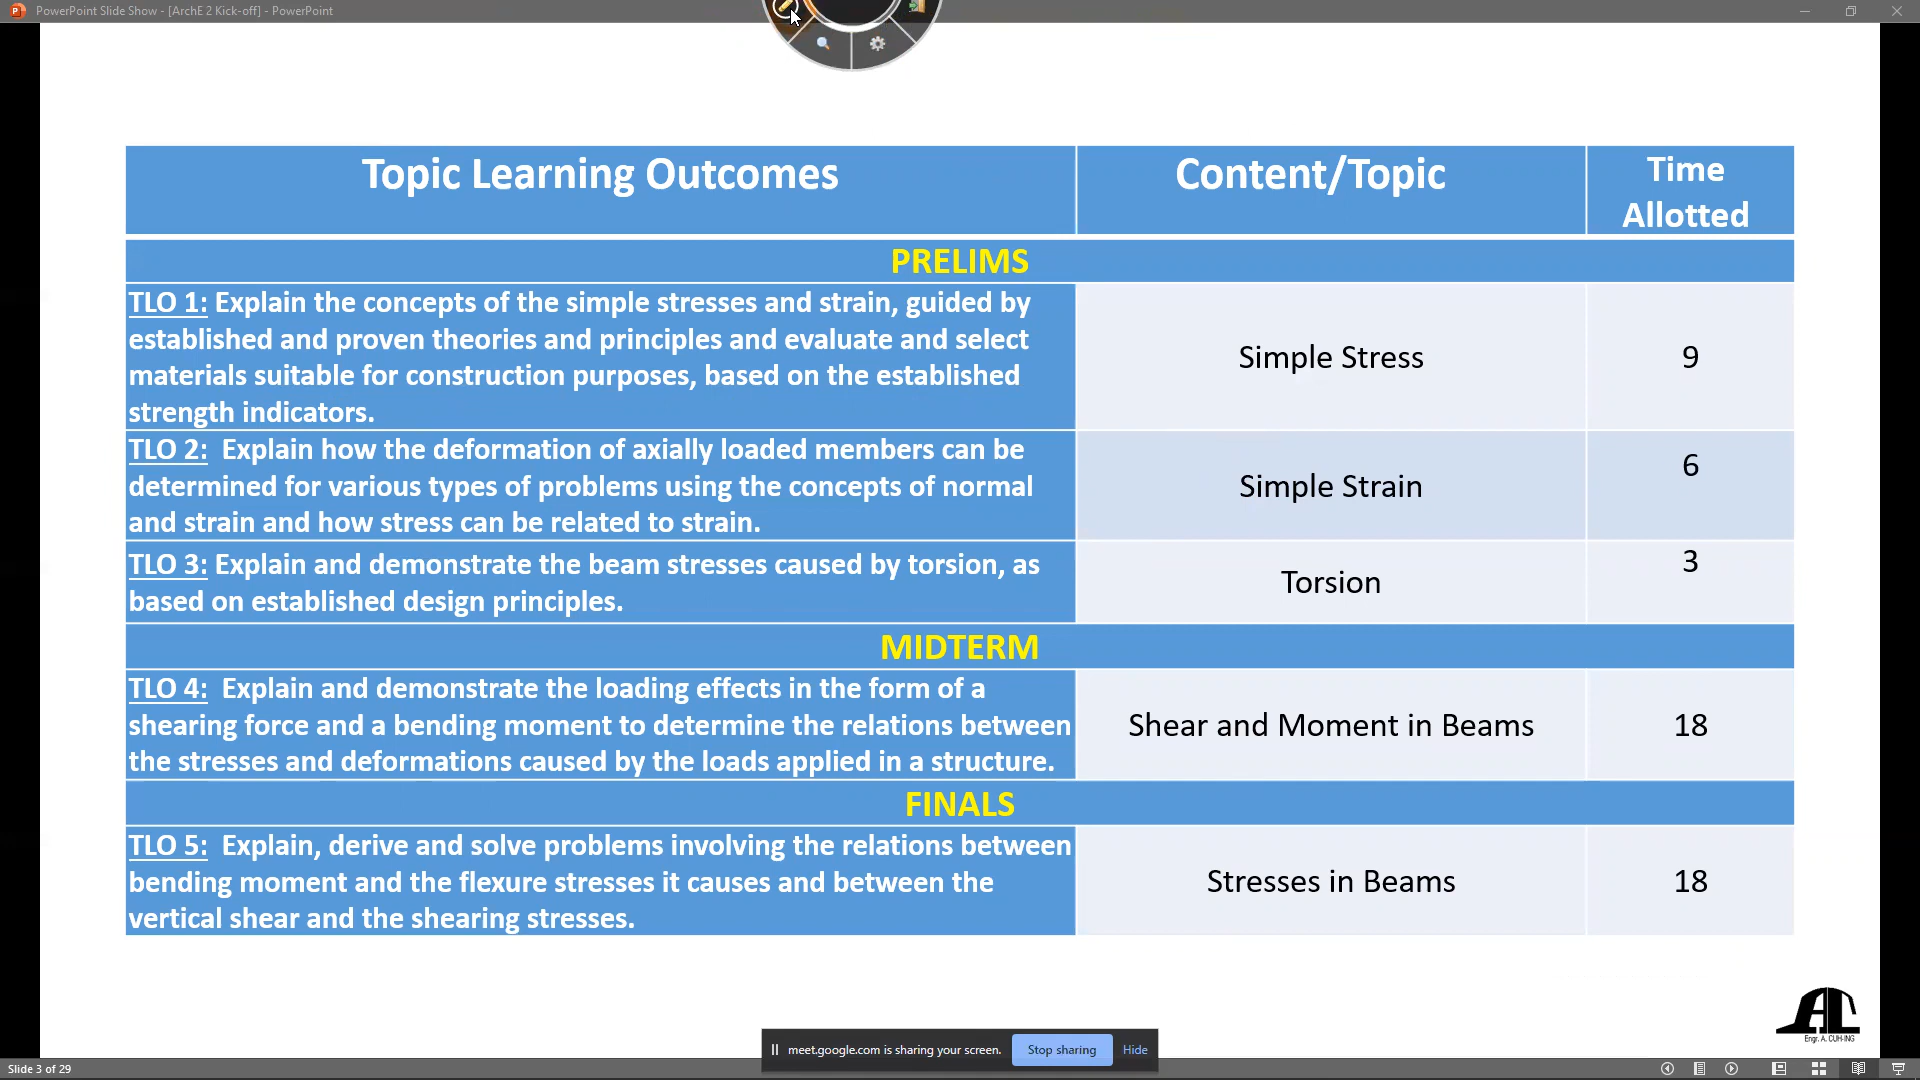 PowerPoint Slide Show - [ArchE 2 Kick-off] - PowerPoint
Topic Learning Outcomes
Content/Topic
Time
Allotted
PRELIMS
TLO 1: Explain the concepts of the simple stresses and strain, guided by
established and proven theories and principles and evaluate and select
materials suitable for construction purposes, based on the established
strength indicators.
Simple Stress
9
TLO 2:  Explain how the deformation of axially loaded members can be
determined for various types of problems using the concepts of normal
and strain and how stress can be related to strain.
Simple Strain
6
TLO 3: Explain and demonstrate the beam stresses caused by torsion, as
based on established design principles.
Torsion
3
MIDTERM
TLO 4:  Explain and demonstrate the loading effects in the form of a
shearing force and a bending moment to determine the relations between
the stresses and deformations caused by the loads applied in a structure.
Shear and Moment in Beams
18
FINALS
TLO 5:  Explain, derive and solve problems involving the relations between
bending moment and the flexure stresses it causes and between the
vertical shear and the shearing stresses.
Stresses in Beams
18
Engr. A. CUH-ING
meet.google.com is sharing your screen.
Stop sharing
Hide
Slide 3 of 29